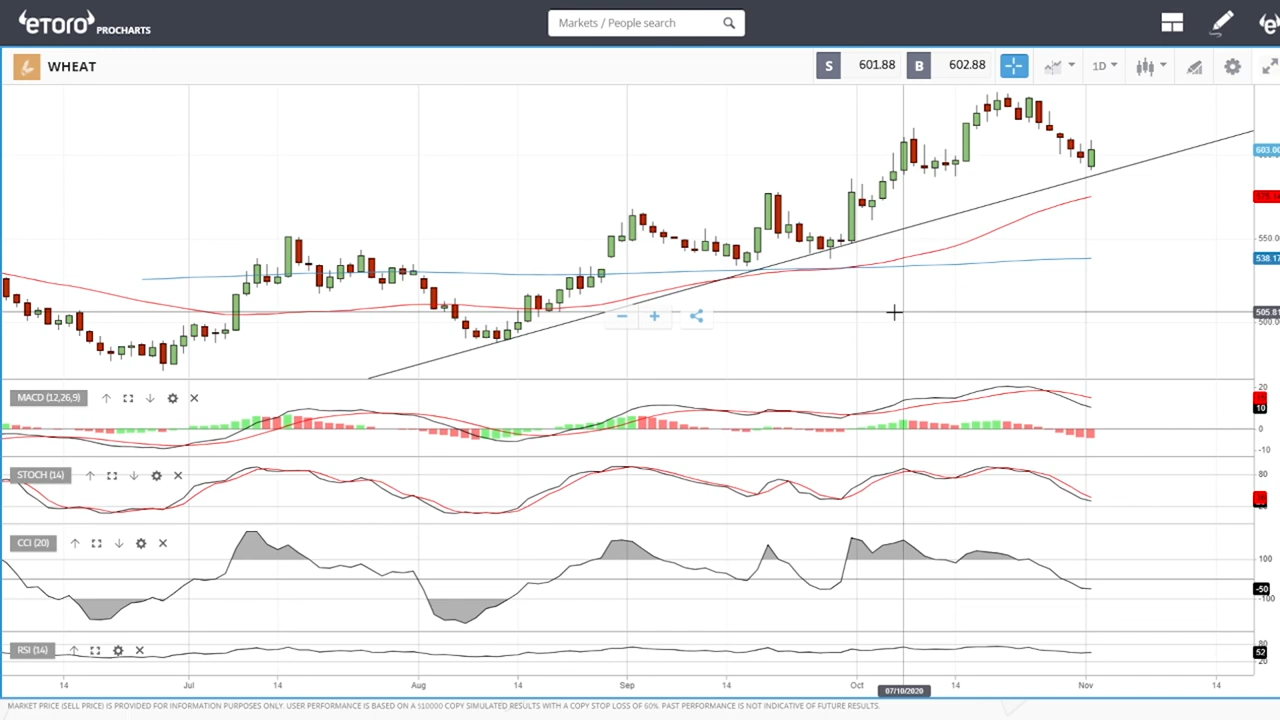 eTORO PROCHARTS
Markets / People search
WHEAT
S 601.88 B 602.88
1D
603.00
550.00
538.17
505.81
500.00
MACD (12,26,9)
20
10
0
-10
STOCH (14)
80
CCI (20)
100
-50
-100
RSI (14)
80
52
20
14 Jul 14 Aug 14 Sep 14 Oct 07/10/2020 14 Nov 14
MARKET PRICE (SELL PRICE) IS PROVIDED FOR INFORMATION PURPOSES ONLY. USER PERFORMANCE IS BASED ON A $10000 COPY SIMULATED RESULTS WITH A COPY STOP LOSS OF 60%. PAST PERFORMANCE IS NOT INDICATIVE OF FUTURE RESULTS.